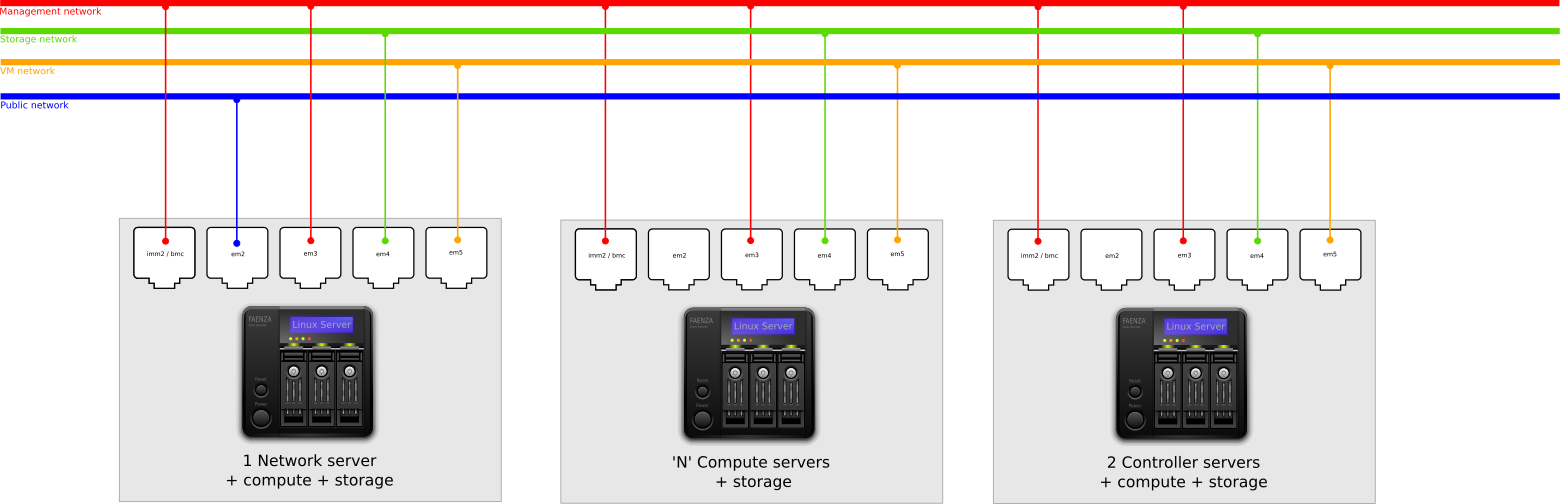 Management network
Storage network
VM network
Public network
imm2 / bmc
em2
em3
em4
em5
imm2 / bmc
em2
em3
em4
em5
imm2 / bmc
em2
em3
em4
em5
FAENZA
Linux Server
Reset
Power
FAENZA
Linux Server
Reset
Power
FAENZA
Linux Server
Reset
Power
1 Network server
+ compute + storage
'N' Compute servers
+ storage
2 Controller servers
+ compute + storage